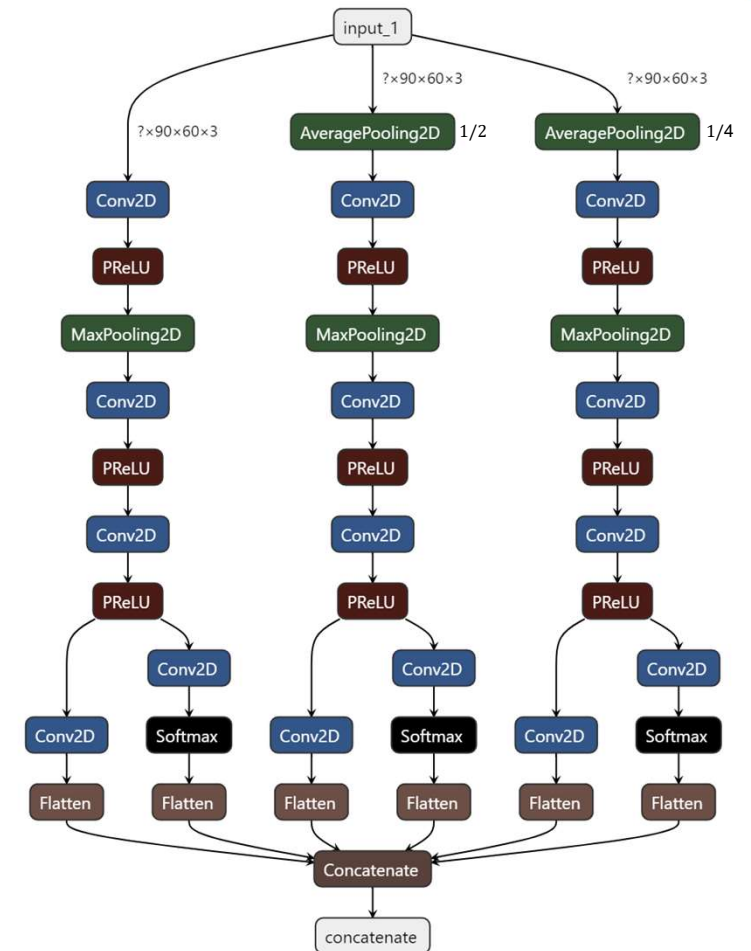 input_1
?×90×60×3
?×90×60×3
?×90×60×3
AveragePooling2D 1/2
AveragePooling2D 1/4
Conv2D
Conv2D
Conv2D
PReLU
PReLU
PReLU
MaxPooling2D
MaxPooling2D
MaxPooling2D
Conv2D
Conv2D
Conv2D
PReLU
PReLU
PReLU
Conv2D
Conv2D
Conv2D
PReLU
PReLU
PReLU
Conv2D
Conv2D
Conv2D
Conv2D
Softmax
Conv2D
Softmax
Conv2D
Softmax
Flatten
Flatten
Flatten
Flatten
Flatten
Flatten
Concatenate
concatenate